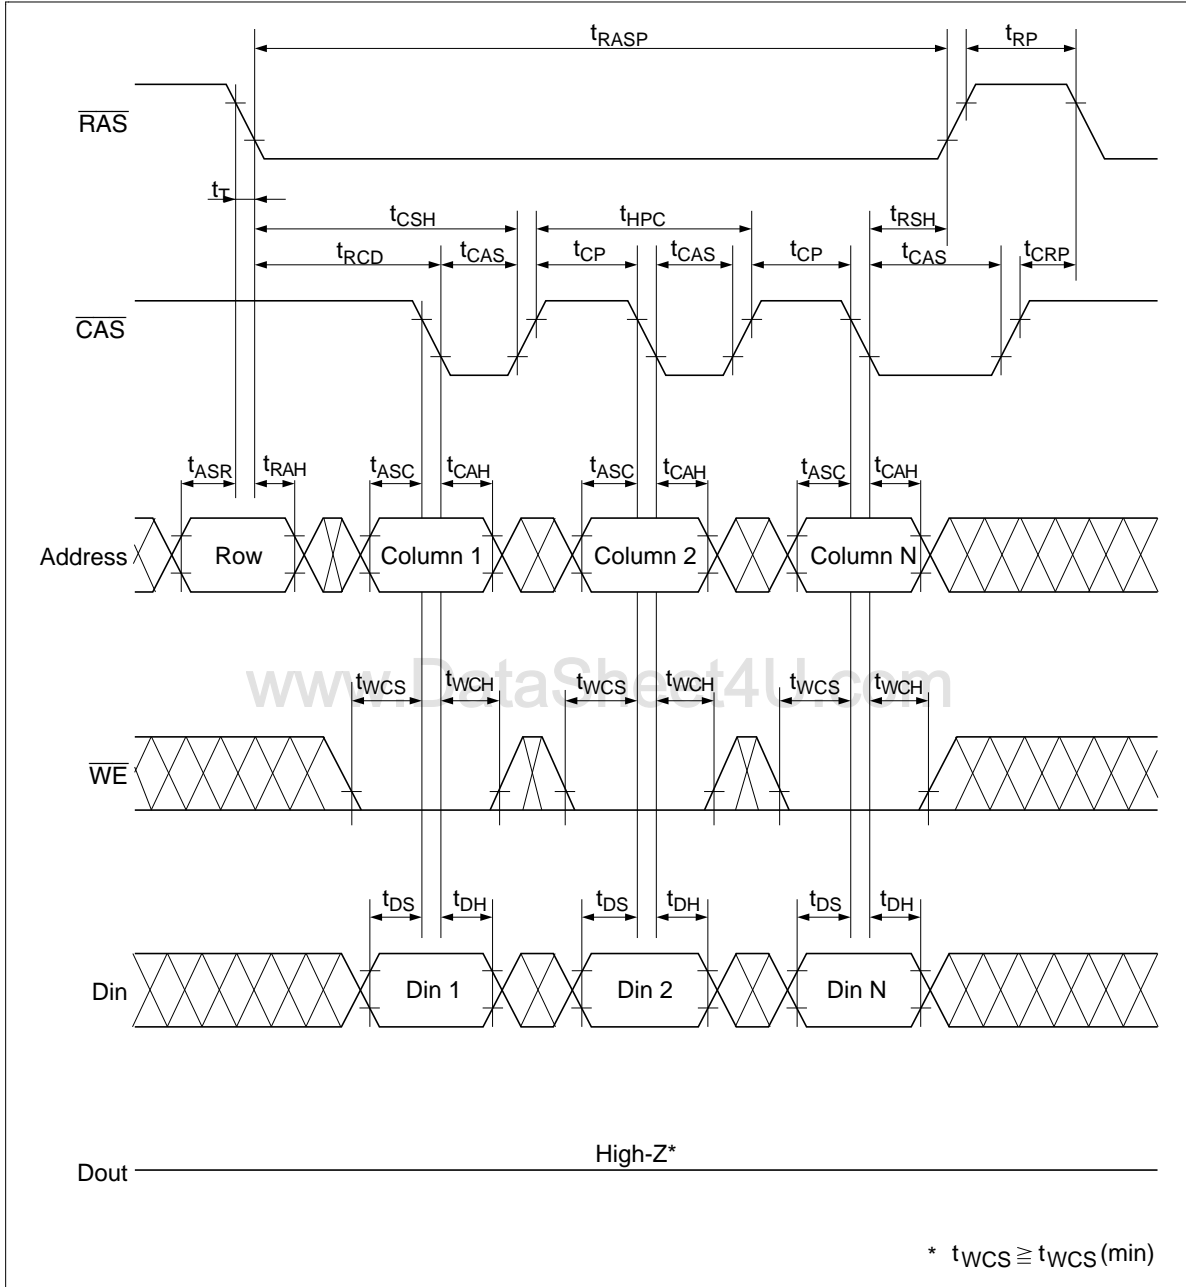 tRASP tRP
RAS
tT
tCSH tHPC tRSH
tRCD tCAS tCP tCAS tCP tCAS tCRP
CAS
tASR tRAH tASC tCAH tASC tCAH tASC tCAH
Address Row Column 1 Column 2 Column N
www.DataSheet4U.com
tWCS tWCH tWCS tWCH tWCS tWCH
WE
tDS tDH tDS tDH tDS tDH
Din Din 1 Din 2 Din N
High-Z*
Dout
* tWCS ≧ tWCS (min)